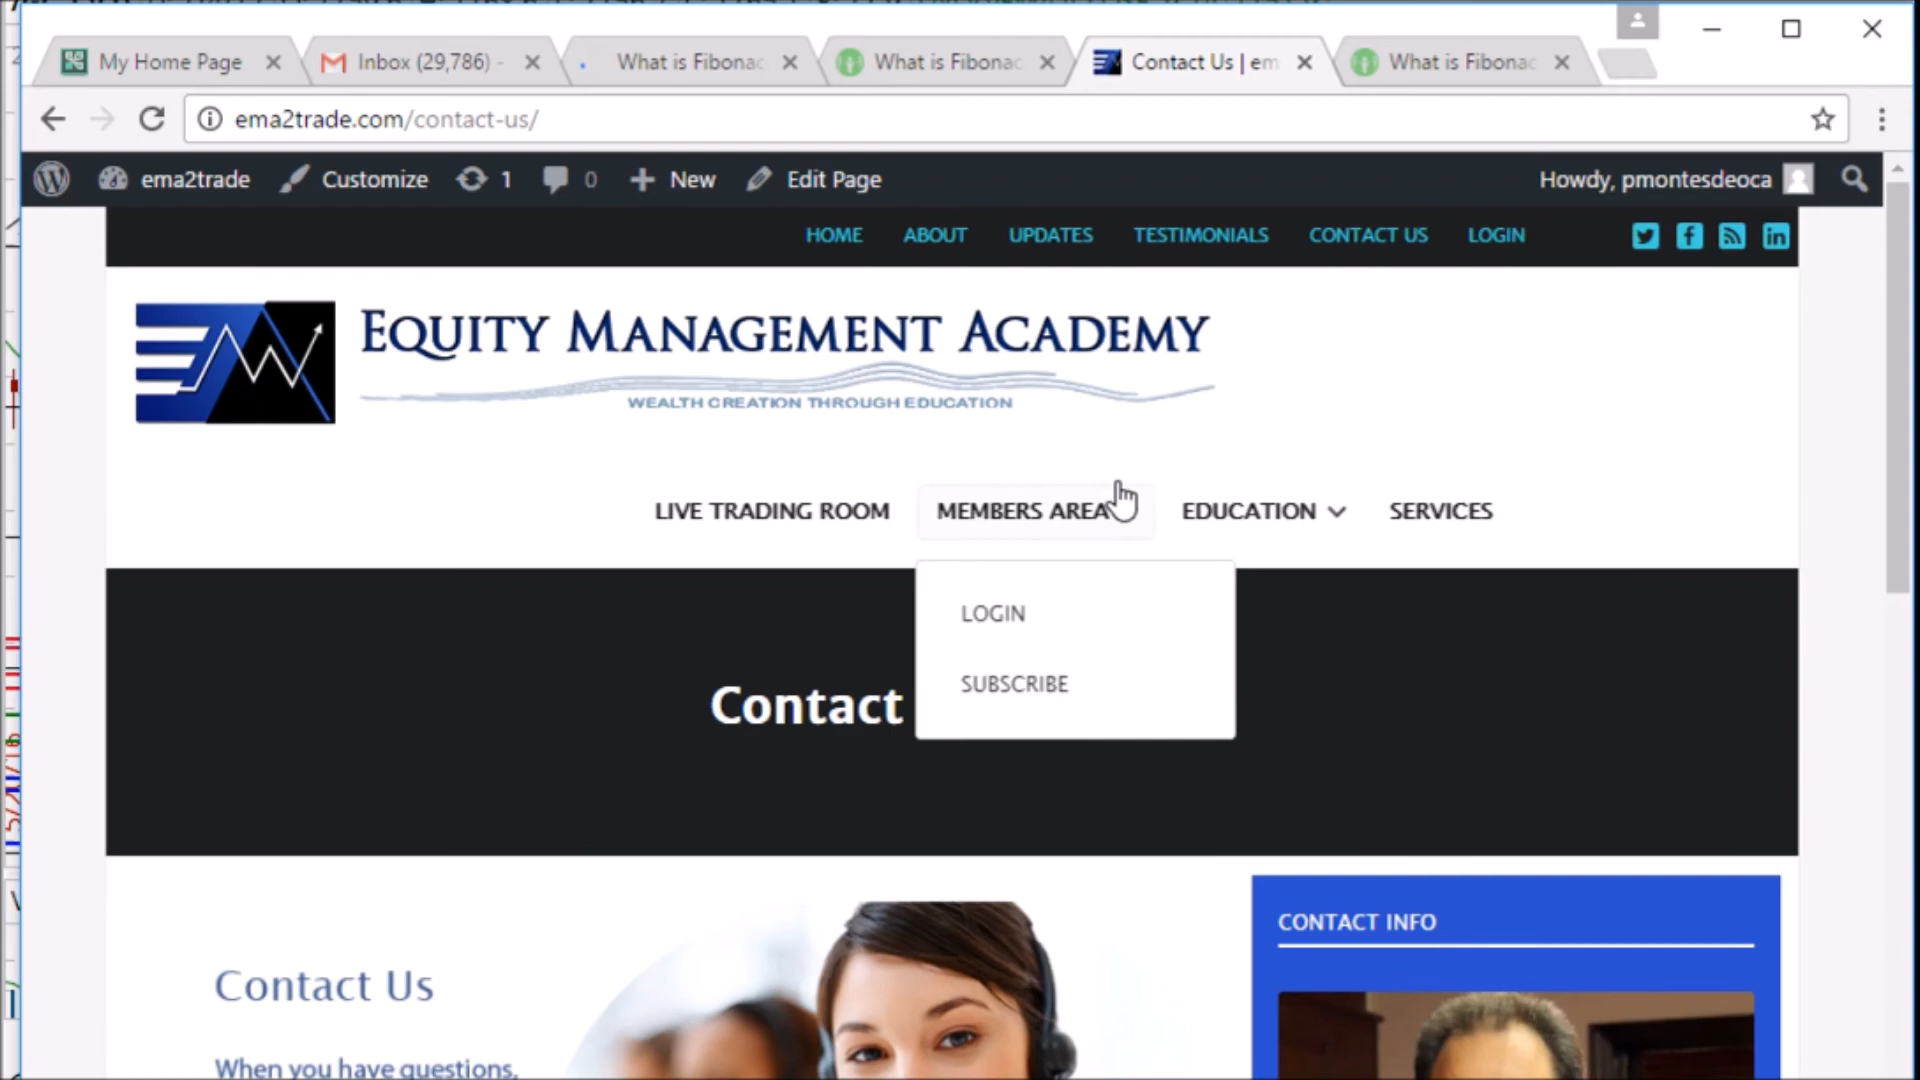 My Home Page
Inbox (29,786) -
What is Fibonac
What is Fibonac
Contact Us | em
What is Fibonac
ema2trade.com/contact-us/
ema2trade
Customize
1
0
New
Edit Page
Howdy, pmontesdeoca
HOME ABOUT UPDATES TESTIMONIALS CONTACT US LOGIN
EQUITY MANAGEMENT ACADEMY
WEALTH CREATION THROUGH EDUCATION
LIVE TRADING ROOM MEMBERS AREA EDUCATION SERVICES
LOGIN
SUBSCRIBE
Contact
CONTACT INFO
Contact Us
When you have questions,